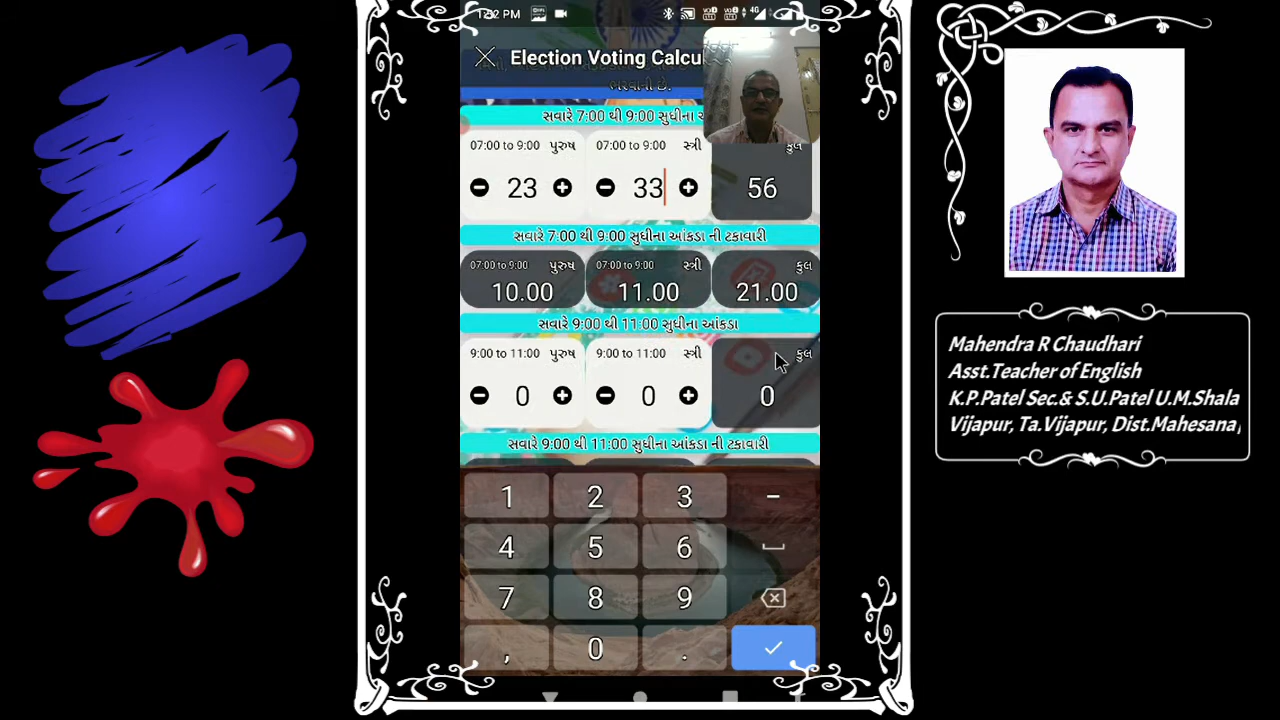 1:2 PM
4G
Election Voting Calcu
ભરવાની છે.
સવારે 7:00 થી 9:00 સુધીના
07:00 to 9:00 પુરુષ 07:00 to 9:00 સ્ત્રી કુલ
23 33 56
સવારે 7:00 થી 9:00 સુધીના આંકડા ની ટકાવારી
07:00 to 9:00 પુરુષ 07:00 to 9:00 સ્ત્રી કુલ
10.00 11.00 21.00
સવારે 9:00 થી 11:00 સુધીના આંકડા
9:00 to 11:00 પુરુષ 9:00 to 11:00 સ્ત્રી કુલ
0 0 0
સવારે 9:00 થી 11:00 સુધીના આંકડા ની ટકાવારી
1 2 3 -
4 5 6
7 8 9
, 0 .
Mahendra R Chaudhari
Asst.Teacher of English
K.P.Patel Sec.& S.U.Patel U.M.Shala
Vijapur, Ta.Vijapur, Dist.Mahesana